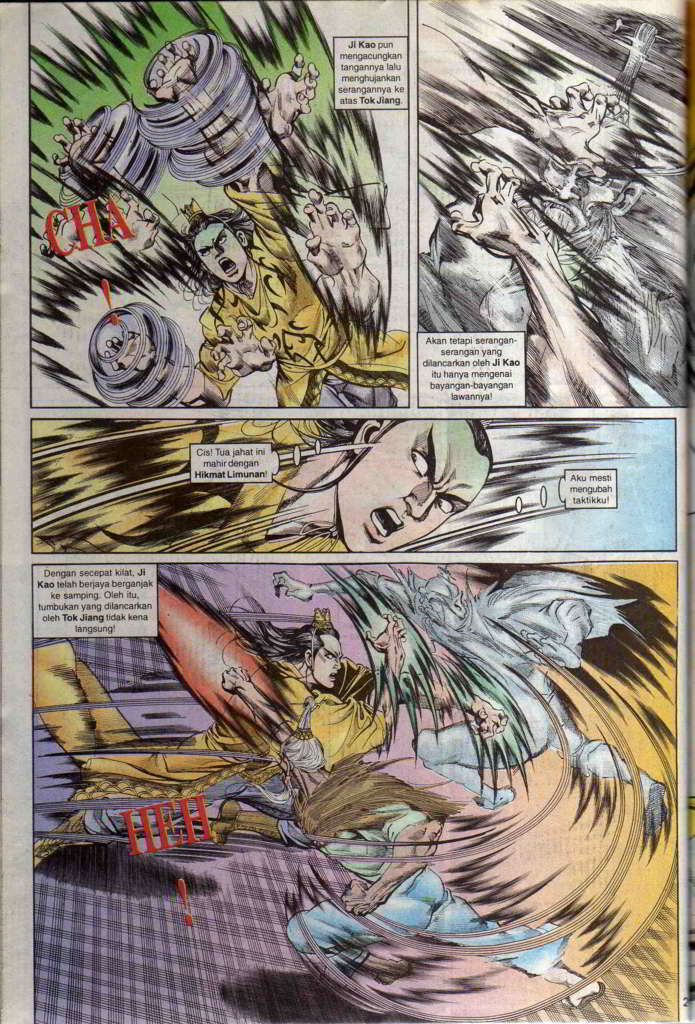 Ji Kao pun
mengacungkan
tangannya lalu
menghujankan
serangannya ke
atas Tok Jiang.
CHA
!
Akan tetapi serangan-
serangan yang
dilancarkan oleh Ji Kao
itu hanya mengenai
bayangan-bayangan
lawannya!
Cis! Tua jahat ini
mahir dengan
Hikmat Limunan!
Aku mesti
mengubah
taktikku!
Dengan secepat kilat, Ji
Kao telah berjaya berganjak
ke samping. Oleh itu,
tumbukan yang dilancarkan
oleh Tok Jiang tidak kena
langsung!
HEH
!